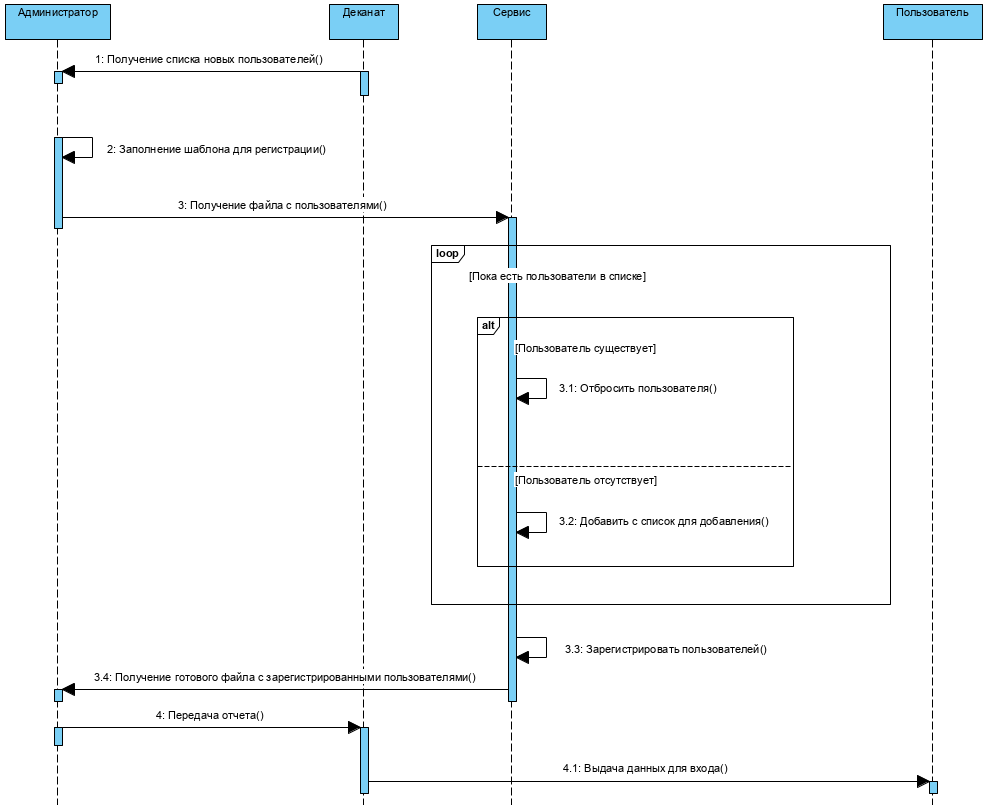 Администратор
Деканат
Сервис
Пользователь
1: Получение списка новых пользователей()
2: Заполнение шаблона для регистрации()
3: Получение файла с пользователями()
loop
[Пока есть пользователи в списке]
alt
[Пользователь существует]
3.1: Отбросить пользователя()
[Пользователь отсутствует]
3.2: Добавить с список для добавления()
3.3: Зарегистрировать пользователей()
3.4: Получение готового файла с зарегистрированными пользователями()
4: Передача отчета()
4.1: Выдача данных для входа()